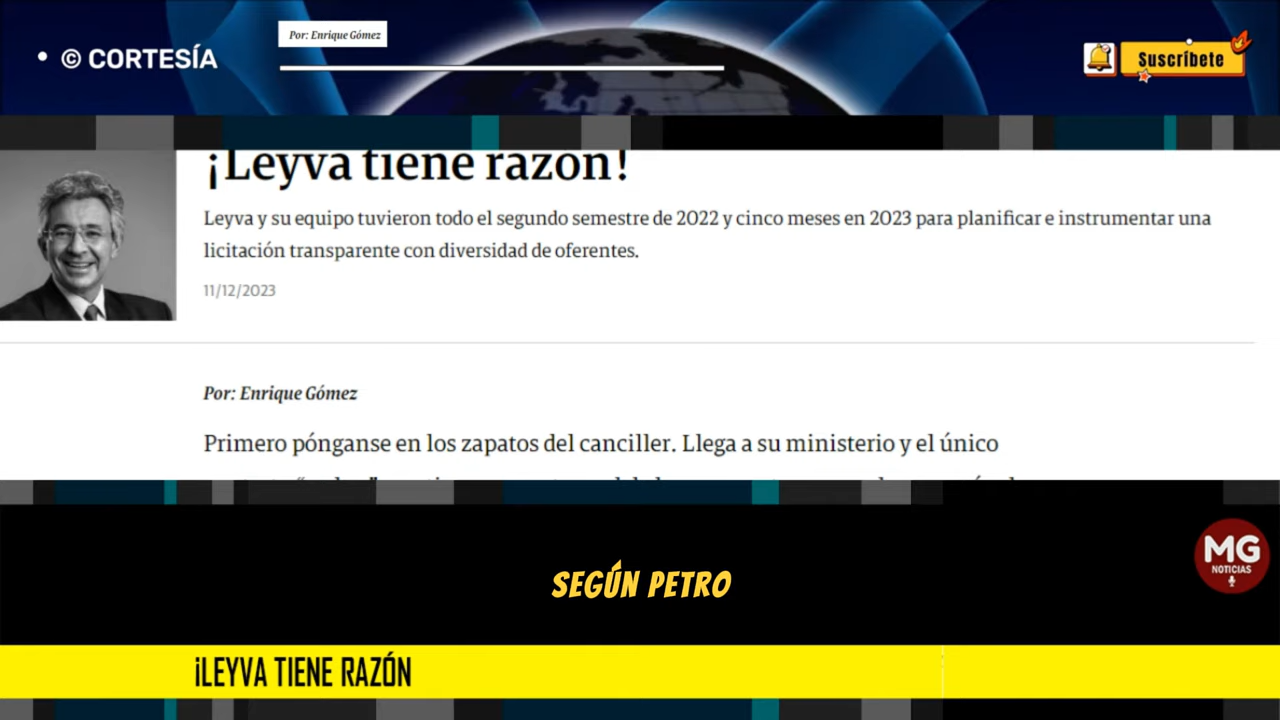 Por: Enrique Gómez
• © CORTESÍA
Suscríbete
¡Leyva tiene razón!
Leyva y su equipo tuvieron todo el segundo semestre de 2022 y cinco meses en 2023 para planificar e instrumentar una
licitación transparente con diversidad de oferentes.
11/12/2023
Por: Enrique Gómez
Primero pónganse en los zapatos del canciller. Llega a su ministerio y el único
MG
NOTICIAS
SEGÚN PETRO
¡LEYVA TIENE RAZÓN